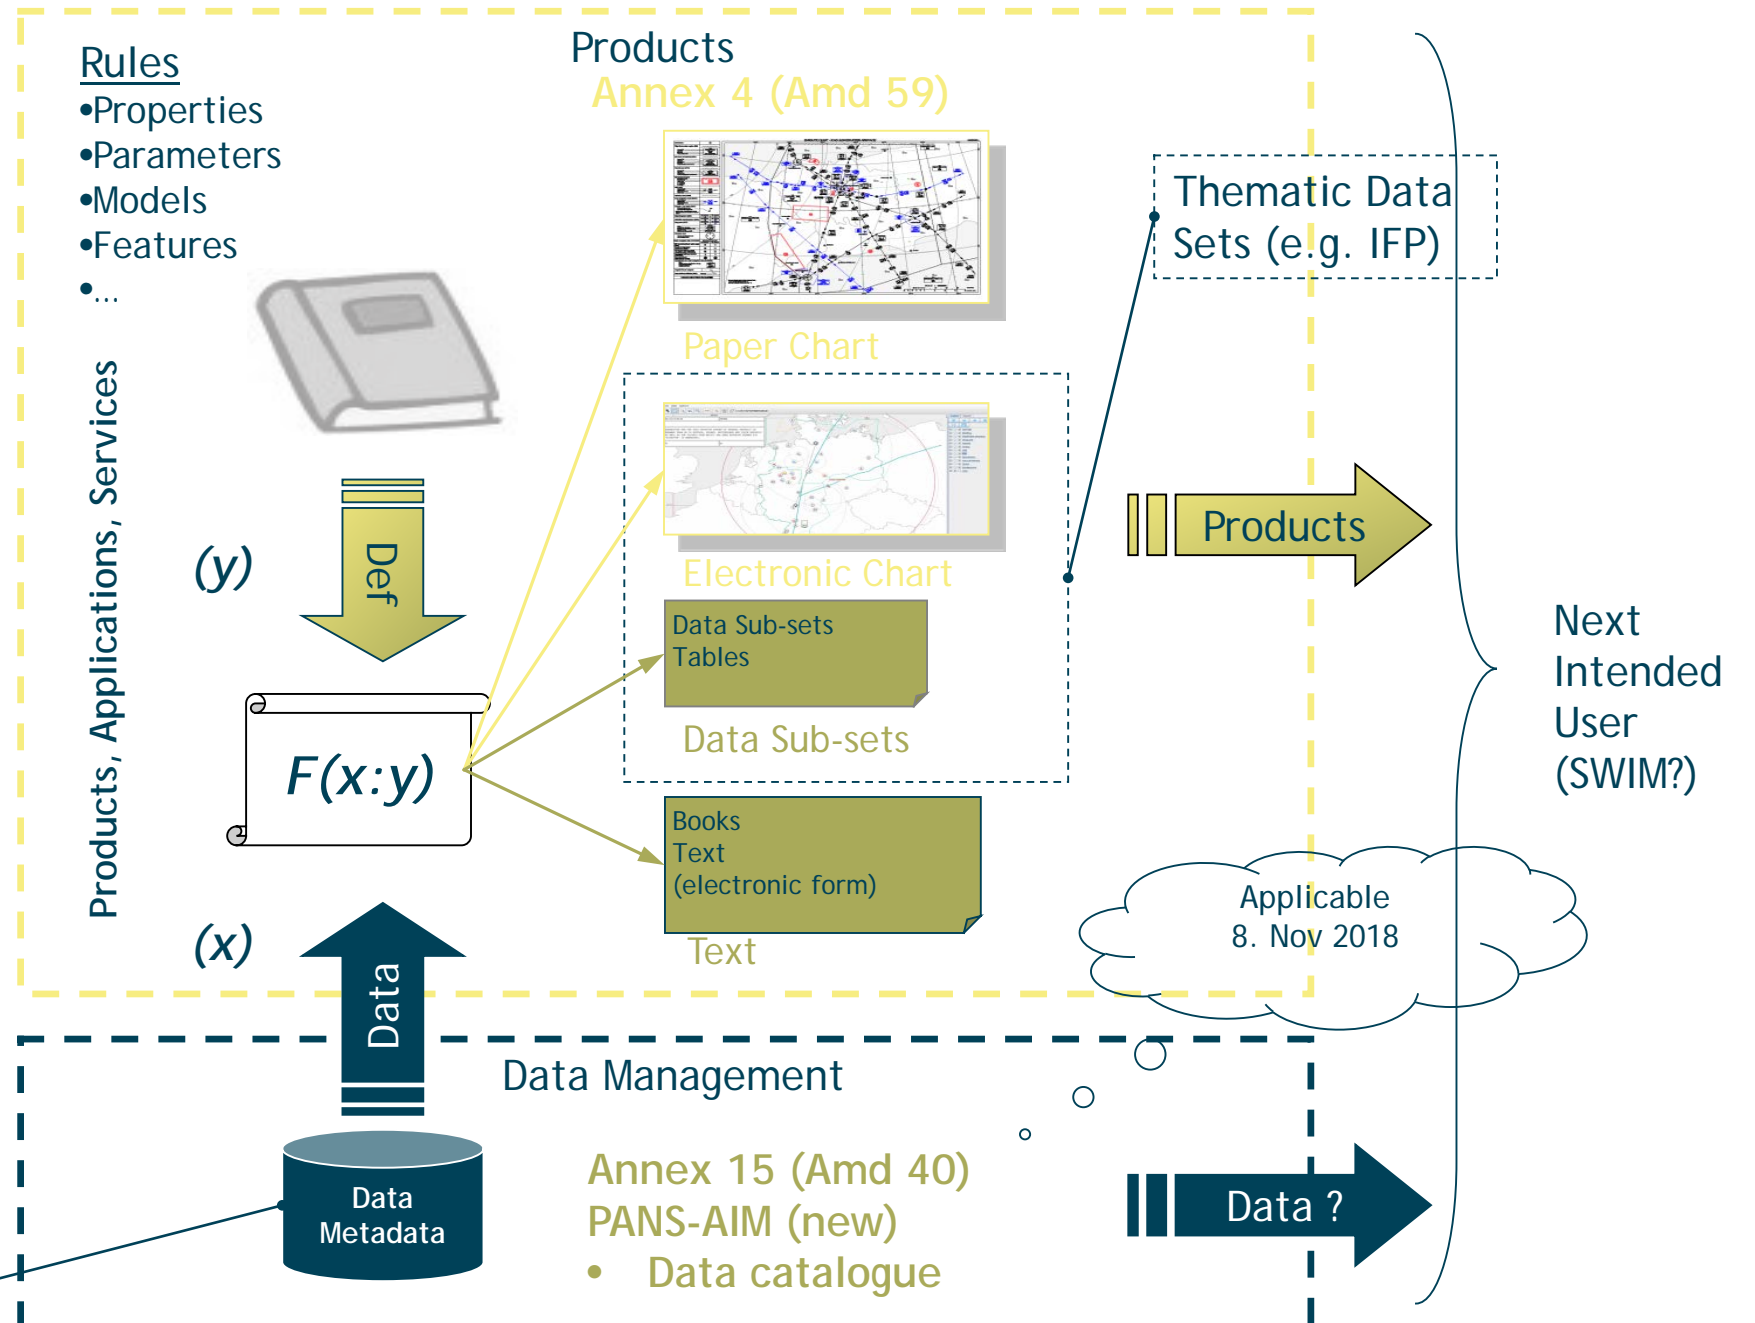 Products
Annex 4 (Amd 59)
Rules
•Properties
•Parameters
•Models
•Features
•...
Products, Applications, Services
Paper Chart
Electronic Chart
Thematic Data
Sets (e.g. IFP)
(y)
Def
F(x:y)
(x)
Data
Data Sub-sets
Tables
Data Sub-sets
Books
Text
(electronic form)
Text
Products
Next
Intended
User
(SWIM?)
Applicable
8. Nov 2018
Data Management
Data
Metadata
Annex 15 (Amd 40)
PANS-AIM (new)
• Data catalogue
Data ?